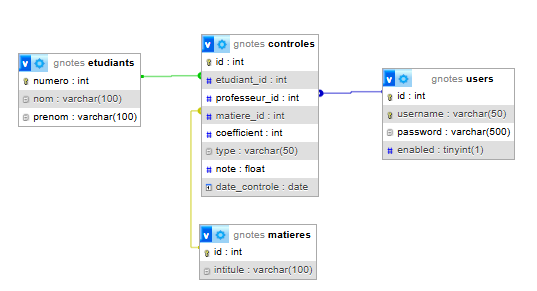 gnotes etudiants
numero : int
nom : varchar(100)
prenom : varchar(100)
gnotes controles
id : int
etudiant_id : int
professeur_id : int
matiere_id : int
coefficient : int
type : varchar(50)
note : float
date_controle : date
gnotes users
id : int
username : varchar(50)
password : varchar(500)
enabled : tinyint(1)
gnotes matieres
id : int
intitule : varchar(100)